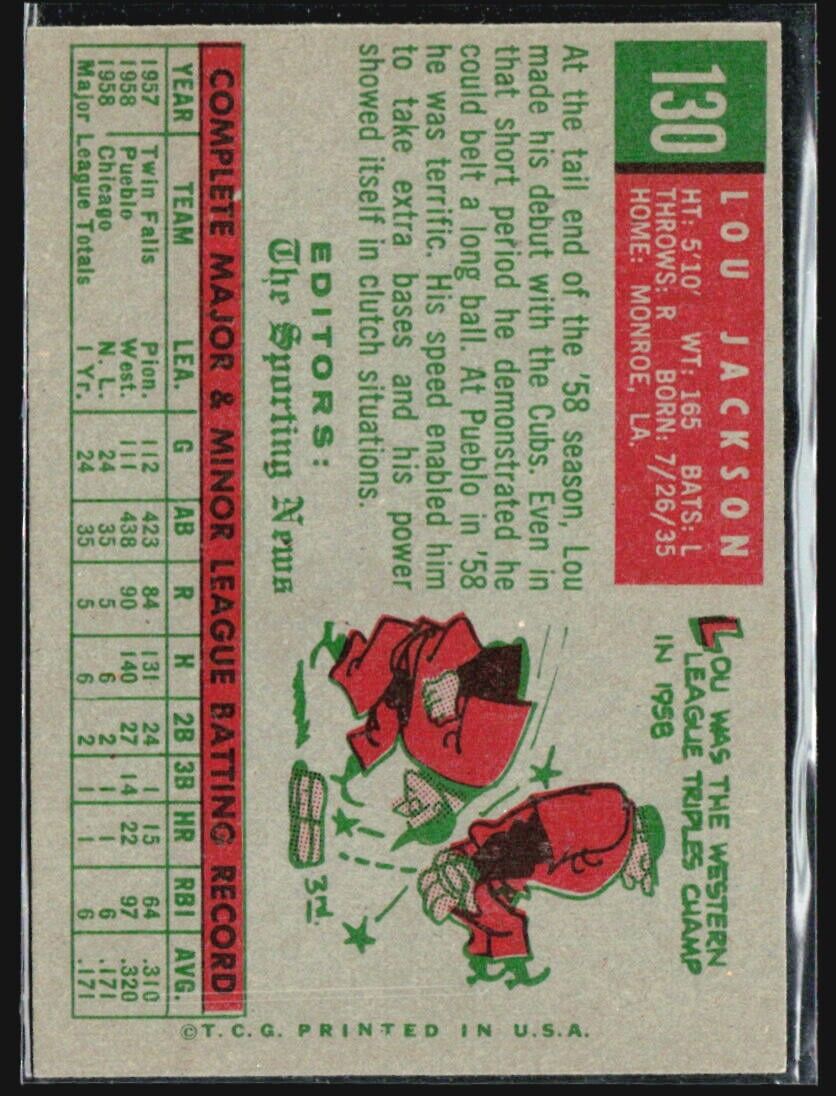 130
LOU JACKSON
HT: 5'10' WT: 165 BATS: L
THROWS: R BORN: 7/26/35
HOME: MONROE, LA.
At the tail end of the '58 season, Lou
made his debut with the Cubs. Even in
that short period he demonstrated he
could belt a long ball. At Pueblo in '58
he was terrific. His speed enabled him
to take extra bases and his power
showed itself in clutch situations.
EDITORS:
The Sporting News
LOU WAS THE WESTERN
LEAGUE TRIPLES CHAMP
IN 1958
3RD.
COMPLETE MAJOR & MINOR LEAGUE BATTING RECORD
YEAR TEAM LEA. G AB R H 2B 3B HR RBI AVG.
1957 Twin Falls Pion. 112 423 84 131 24 1 15 64 .310
1958 Pueblo West. 111 438 90 140 27 14 22 97 .320
1958 Chicago N. L. 24 35 5 6 2 1 1 6 .171
Major League Totals 1 Yr. 24 35 5 6 2 1 1 6 .171
©T.C.G. PRINTED IN U.S.A.